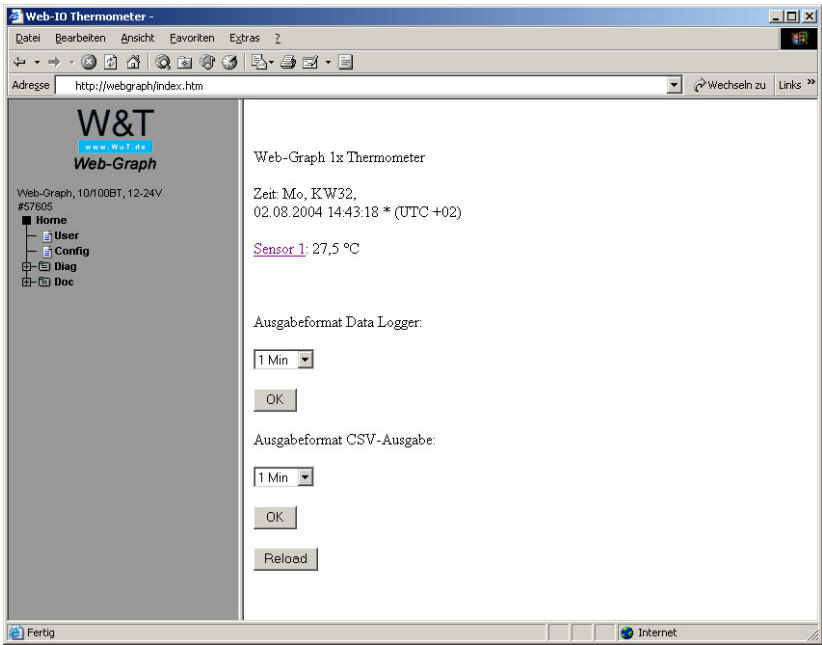 Web-IO Thermometer -
Datei Bearbeiten Ansicht Favoriten Extras ?
Adresse http://webgraph/index.htm Wechseln zu Links »
W&T
www.WuT.de
Web-Graph
Web-Graph, 10/100BT, 12-24V
#57605
Home
User
Config
Diag
Doc
Web-Graph 1x Thermometer
Zeit: Mo, KW32,
02.08.2004 14:43:18 * (UTC +02)
Sensor 1: 27,5 °C
Ausgabeformat Data Logger:
1 Min
OK
Ausgabeformat CSV-Ausgabe:
1 Min
OK
Reload
Fertig Internet